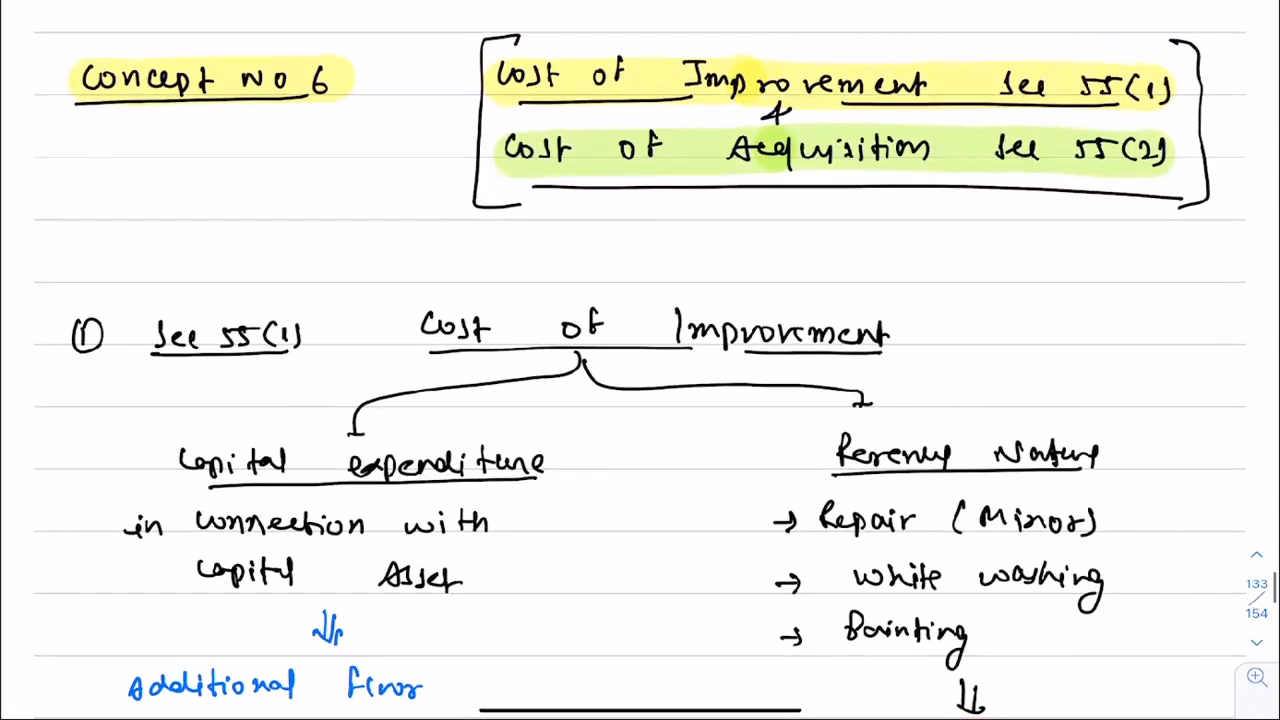 Concept No 6
Cost of Improvement Sec 55(1)
&
Cost of Acquisition Sec 55(2)
① Sec 55(1) Cost of Improvement
Capital expenditure
in connection with
capital Asset
Additional floor
Revenue Nature
→ Repair (Minor)
→ White washing
→ Painting
133
154